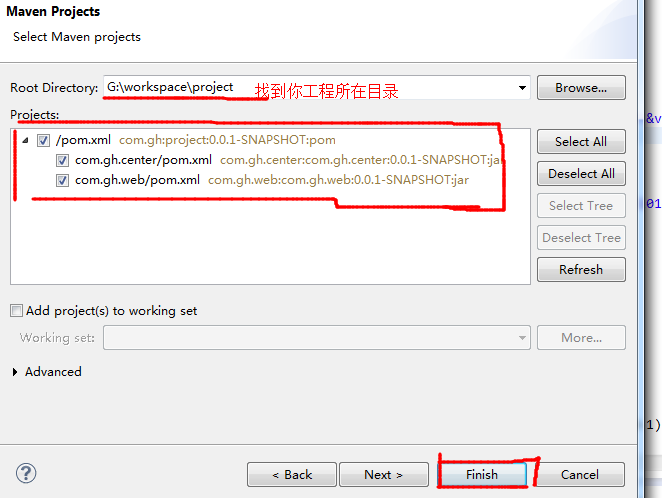 Maven Projects
Select Maven projects
Root Directory: G:\workspace\project 找到你工程所在目录 Browse...
Projects:
/pom.xml com.gh:project:0.0.1-SNAPSHOT:pom
com.gh.center/pom.xml com.gh.center:com.gh.center:0.0.1-SNAPSHOT:jar
com.gh.web/pom.xml com.gh.web:com.gh.web:0.0.1-SNAPSHOT:jar
Select All
Deselect All
Select Tree
Deselect Tree
Refresh
Add project(s) to working set
Working set: More...
Advanced
< Back Next > Finish Cancel
&v
01
1)